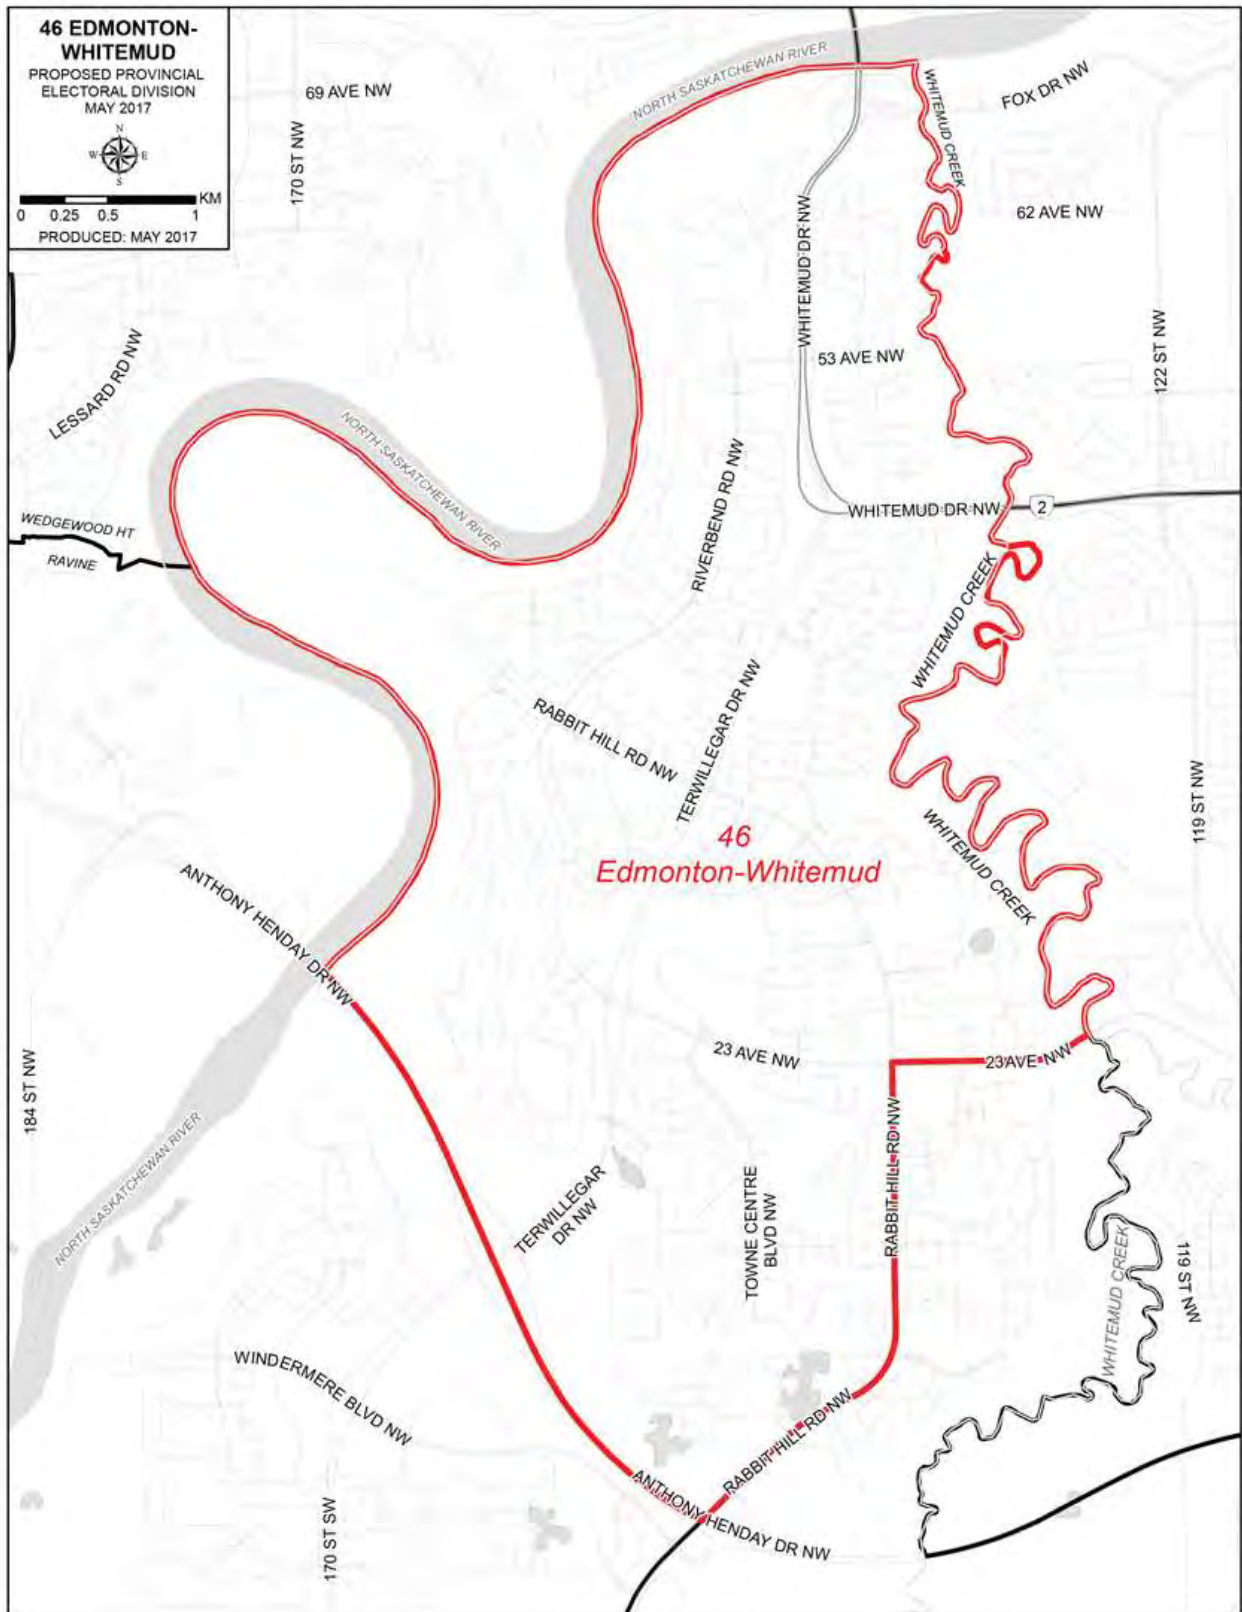 46 EDMONTON-
WHITEMUD
PROPOSED PROVINCIAL
ELECTORAL DIVISION
MAY 2017
N
W E
S
KM
0 0.25 0.5 1
PRODUCED: MAY 2017
69 AVE NW
170 ST NW
NORTH SASKATCHEWAN RIVER
WHITEMUD CREEK
FOX DR NW
62 AVE NW
WHITEMUD DR NW
53 AVE NW
122 ST NW
LESSARD RD NW
NORTH SASKATCHEWAN RIVER
RIVERBEND RD NW
WHITEMUD DR NW
2
WEDGEWOOD HT
RAVINE
WHITEMUD CREEK
RABBIT HILL RD NW
TERWILLEGAR DR NW
119 ST NW
46
Edmonton-Whitemud
WHITEMUD CREEK
ANTHONY HENDAY DR NW
23 AVE NW
23 AVE NW
184 ST NW
RABBIT HILL RD NW
NORTH SASKATCHEWAN RIVER
TERWILLEGAR
DR NW
TOWNE CENTRE
BLVD NW
WHITEMUD CREEK
119 ST NW
WINDERMERE BLVD NW
RABBIT HILL RD NW
ANTHONY HENDAY DR NW
170 ST SW